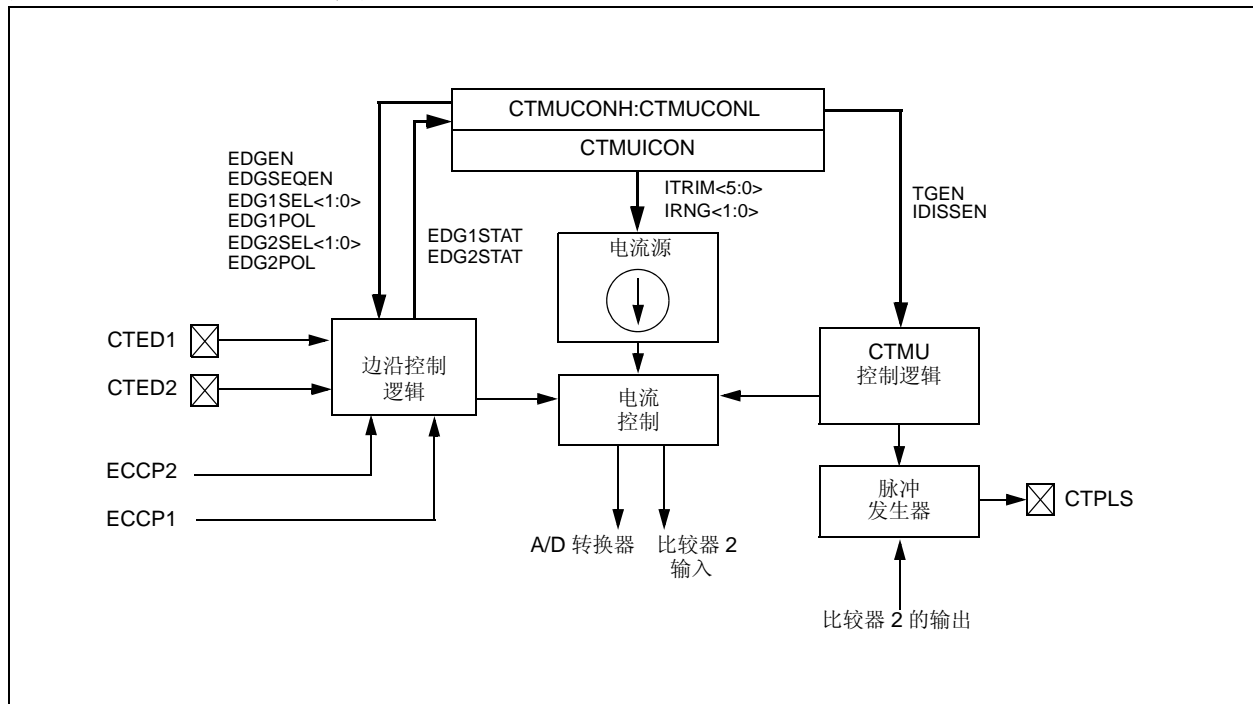 CTMUCONH:CTMUCONL
CTMUICON
EDGEN
EDGSEQEN
EDG1SEL<1:0>
EDG1POL
EDG2SEL<1:0>
EDG2POL
EDG1STAT
EDG2STAT
ITRIM<5:0>
IRNG<1:0>
TGEN
IDISSEN
电流源
CTED1
CTED2
边沿控制
逻辑
电流
控制
CTMU
控制逻辑
ECCP2
ECCP1
脉冲
发生器
CTPLS
A/D 转换器
比较器 2
输入
比较器 2 的输出